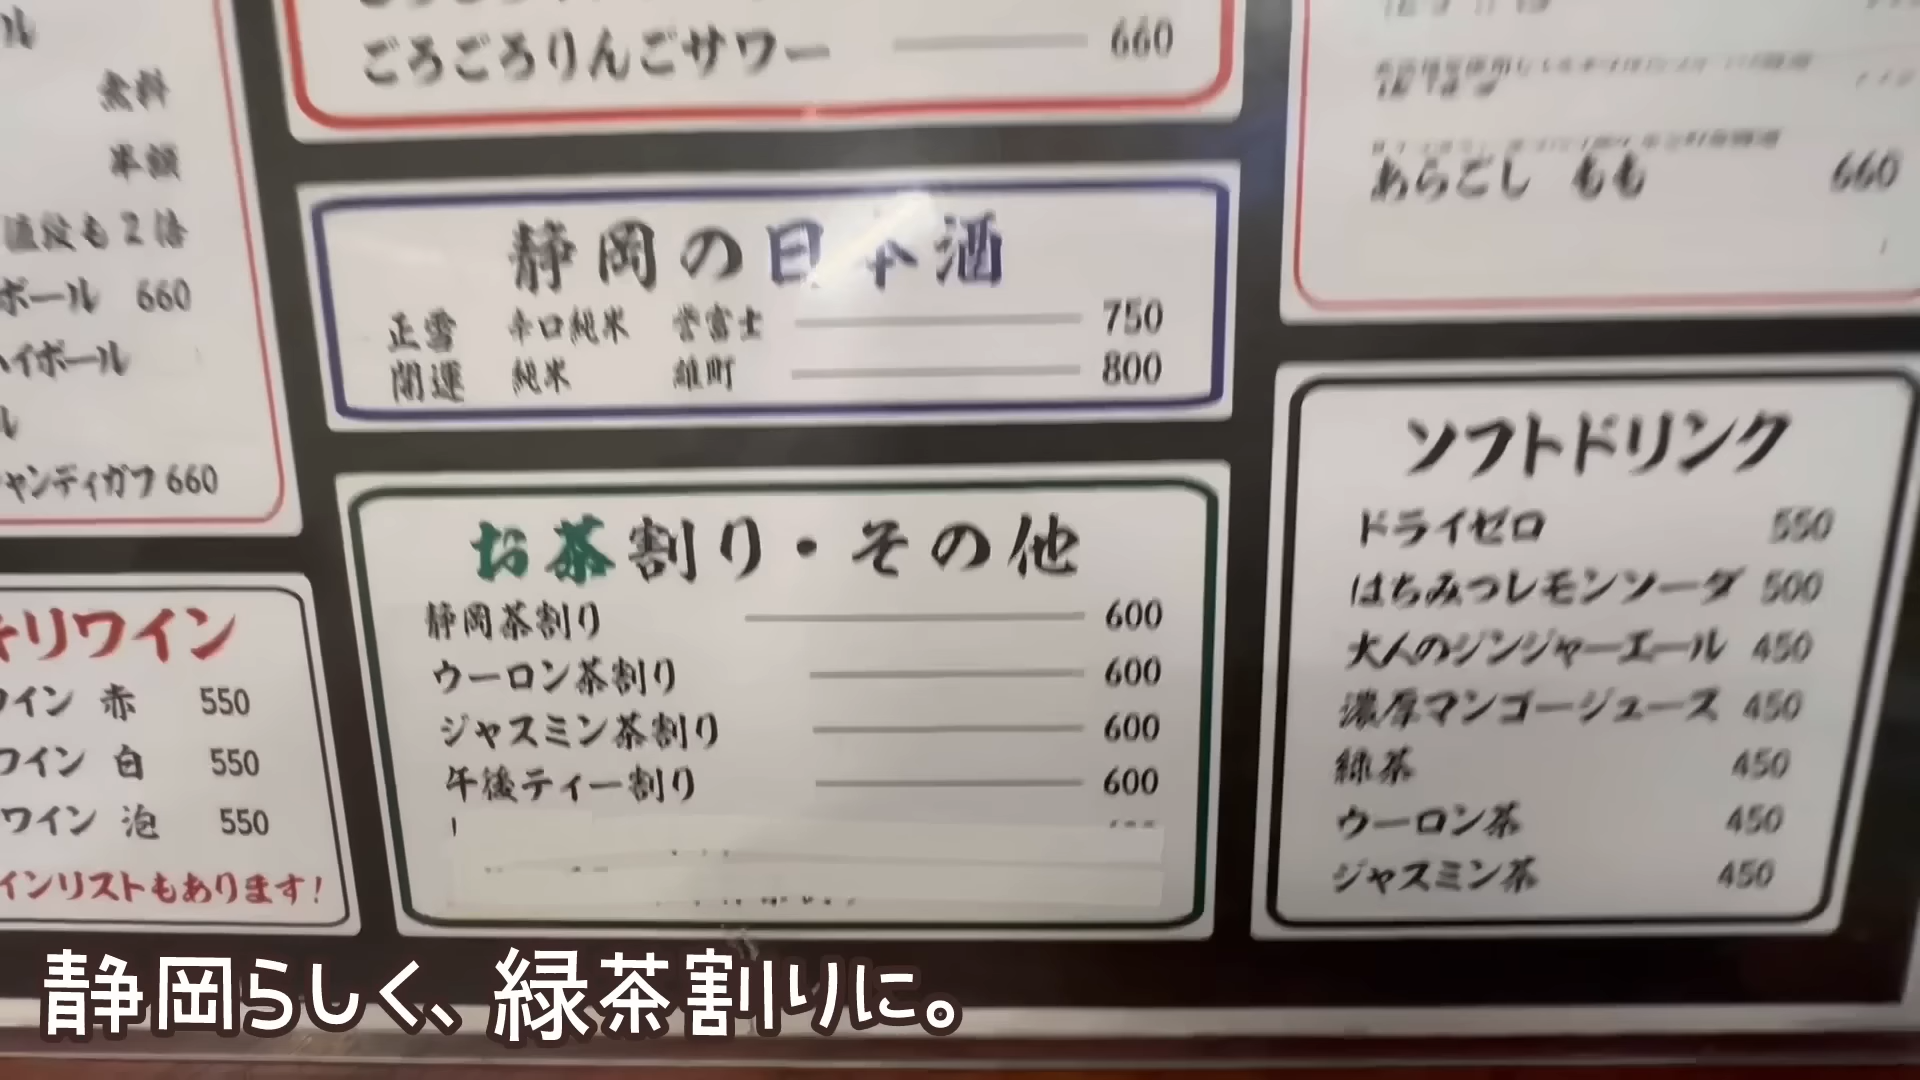 無料
半額
値段も2倍
ボール 660
ハイボール
ル
ャンディガフ 660
キリワイン
ワイン 赤 550
ワイン 白 550
ワイン 泡 550
インリストもあります!
ごろごろりんごサワー 660
静岡の日本酒
正雪 辛口純米 誉富士 750
開運 純米 雄町 800
お茶割り・その他
静岡茶割り 600
ウーロン茶割り 600
ジャスミン茶割り 600
午後ティー割り 600
あらごし もも 660
ソフトドリンク
ドライゼロ 550
はちみつレモンソーダ 500
大人のジンジャーエール 450
濃厚マンゴージュース 450
緑茶 450
ウーロン茶 450
ジャスミン茶 450
静岡らしく、緑茶割りに。